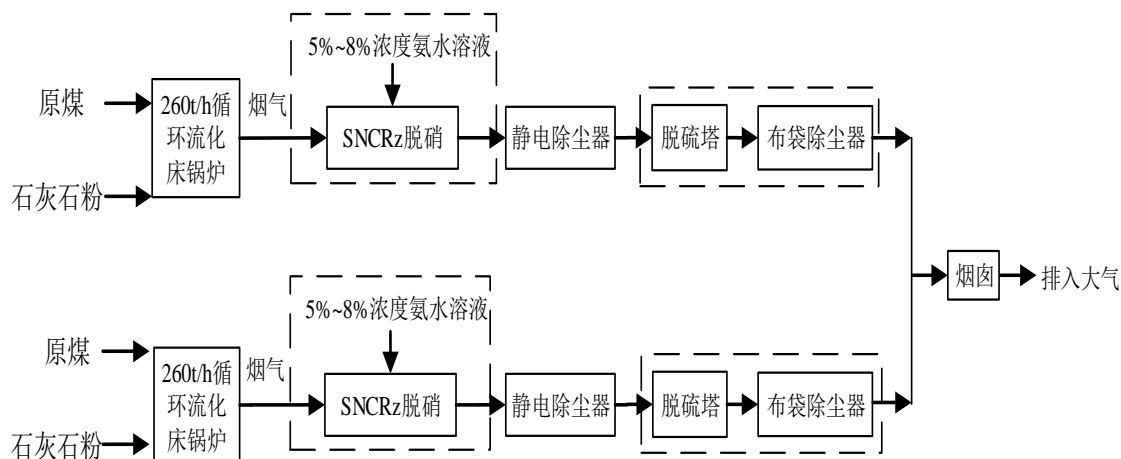 5%~8%浓度氨水溶液
原煤
260t/h循
环流化
床锅炉
烟气
SNCRz脱硝
静电除尘器
脱硫塔
布袋除尘器
石灰石粉
烟囱
排入大气
5%~8%浓度氨水溶液
原煤
260t/h循
环流化
床锅炉
烟气
SNCRz脱硝
静电除尘器
脱硫塔
布袋除尘器
石灰石粉